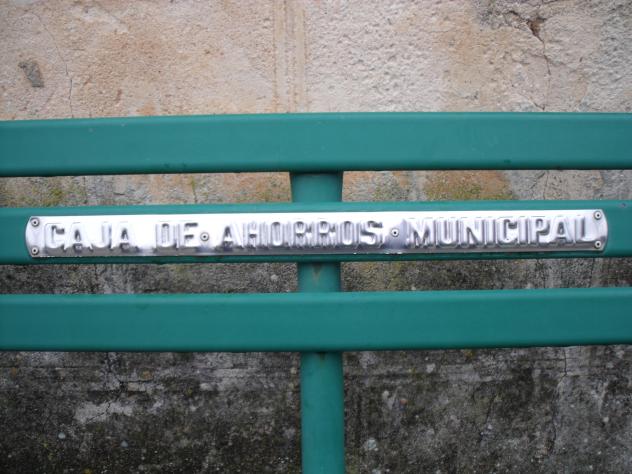 CAJA DE AHORROS MUNICIPAL